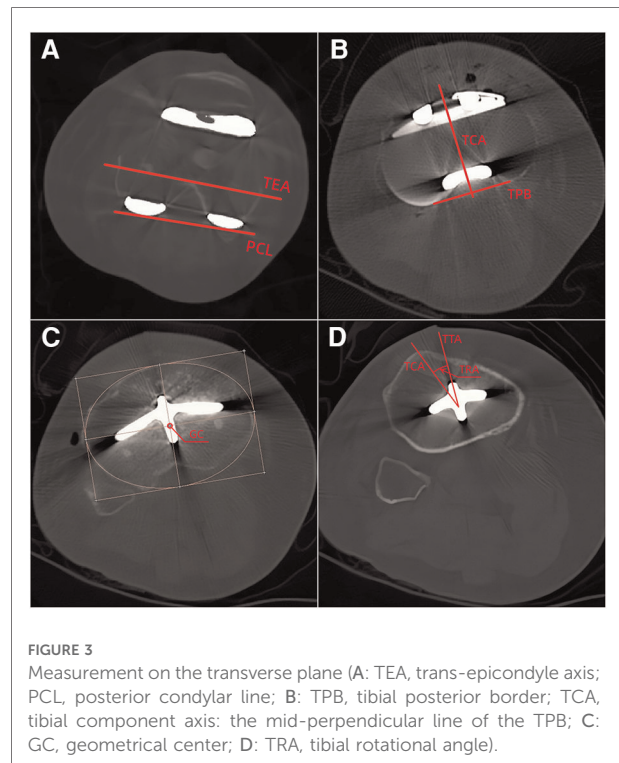 A
TEA
PCL
B
TCA
TPB
C
GC
D
TTA
TCA
TRA
FIGURE 3
Measurement on the transverse plane (A: TEA, trans-epicondyle axis;
PCL, posterior condylar line; B: TPB, tibial posterior border; TCA,
tibial component axis: the mid-perpendicular line of the TPB; C:
GC, geometrical center; D: TRA, tibial rotational angle).